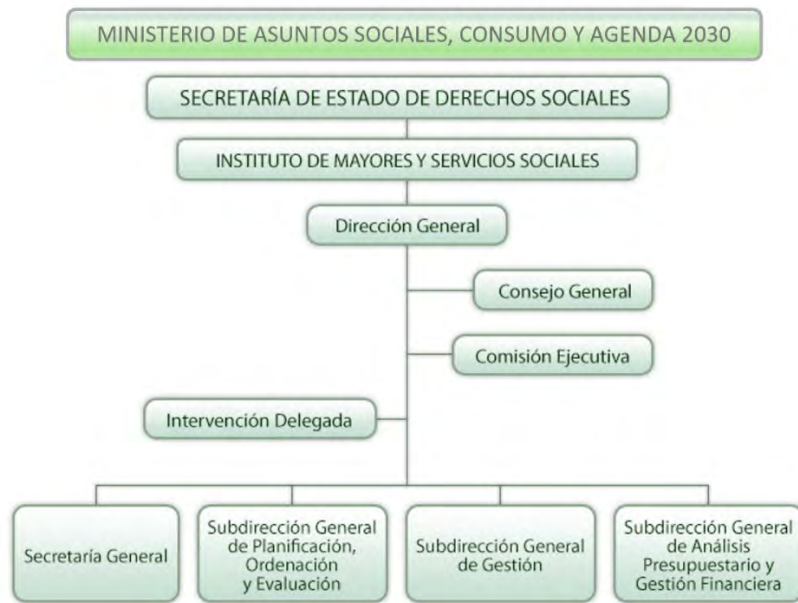 MINISTERIO DE ASUNTOS SOCIALES, CONSUMO Y AGENDA 2030
SECRETARÍA DE ESTADO DE DERECHOS SOCIALES
INSTITUTO DE MAYORES Y SERVICIOS SOCIALES
Dirección General
Consejo General
Comisión Ejecutiva
Intervención Delegada
Secretaría General
Subdirección General
de Planificación,
Ordenación
y Evaluación
Subdirección General
de Gestión
Subdirección General
de Análisis
Presupuestario y
Gestión Financiera